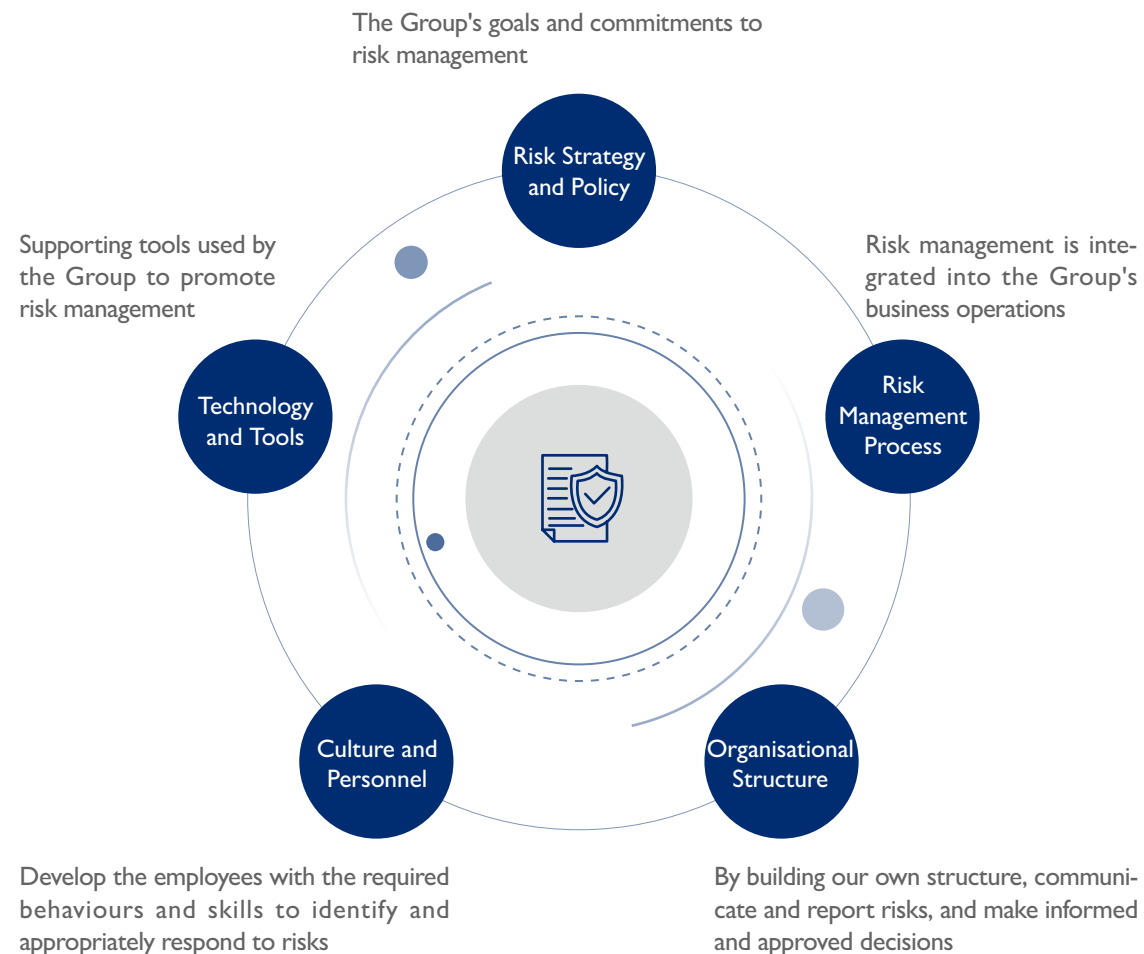 The Group's goals and commitments to
risk management
Risk Strategy
and Policy
Supporting tools used by
the Group to promote
risk management
Risk management is inte-
grated into the Group's
business operations
Technology
and Tools
Risk
Management
Process
Culture and
Personnel
Organisational
Structure
Develop the employees with the required
behaviours and skills to identify and
appropriately respond to risks
By building our own structure, communi-
cate and report risks, and make informed
and approved decisions